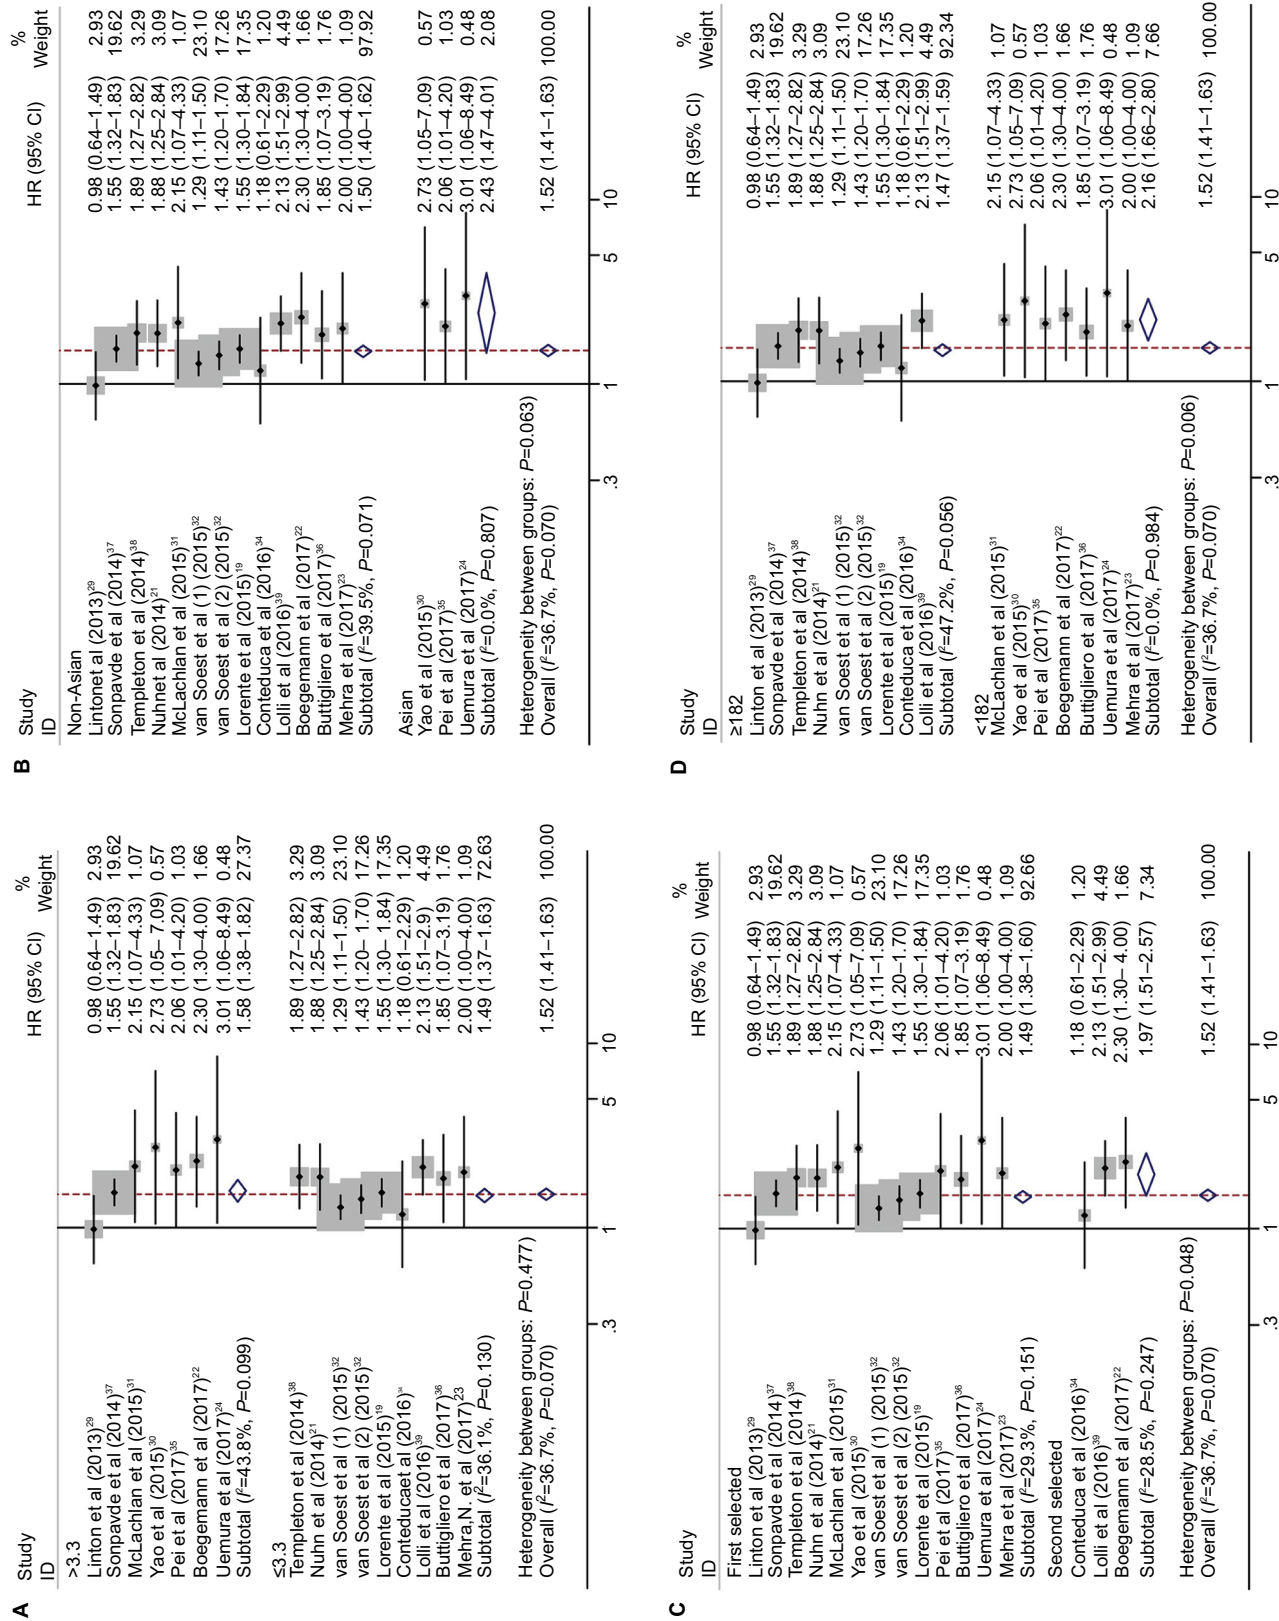 A
Study
ID HR (95% CI) % Weight
>3.3
Linton et al (2013)²⁹ 0.98 (0.64–1.49) 2.93
Sonpavde et al (2014)³⁷ 1.55 (1.32–1.83) 19.62
McLachlan et al (2015)³¹ 2.15 (1.07–4.33) 1.07
Yao et al (2015)³⁰ 2.73 (1.05– 7.09) 0.57
Pei et al (2017)³⁵ 2.06 (1.01–4.20) 1.03
Boegemann et al (2017)²² 2.30 (1.30–4.00) 1.66
Uemura et al (2017)²⁴ 3.01 (1.06–8.49) 0.48
Subtotal (I²=43.8%, P=0.099) 1.58 (1.38–1.82) 27.37
≤3.3
Templeton et al (2014)³⁸ 1.89 (1.27–2.82) 3.29
Nuhn et al (2014)²¹ 1.88 (1.25–2.84) 3.09
van Soest et al (1) (2015)³² 1.29 (1.11–1.50) 23.10
van Soest et al (2) (2015)³² 1.43 (1.20– 1.70) 17.26
Lorente et al (2015)¹⁹ 1.55 (1.30– 1.84) 17.35
Conteducaet al (2016)³⁴ 1.18 (0.61–2.29) 1.20
Lolli et al (2016)³⁹ 2.13 (1.51–2.9) 4.49
Buttigliero et al (2017)³⁶ 1.85 (1.07–3.19) 1.76
Mehra,N. et al (2017)²³ 2.00 (1.00–4.00) 1.09
Subtotal (I²=36.1%, P=0.130) 1.49 (1.37–1.63) 72.63
Heterogeneity between groups: P=0.477
Overall (I²=36.7%, P=0.070) 1.52 (1.41–1.63) 100.00
.3 1 5 10
B
Study
ID HR (95% CI) % Weight
Non-Asian
Lintonet al (2013)²⁹ 0.98 (0.64–1.49) 2.93
Sonpavde et al (2014)³⁷ 1.55 (1.32–1.83) 19.62
Templeton et al (2014)³⁸ 1.89 (1.27–2.82) 3.29
Nuhnet al (2014)²¹ 1.88 (1.25–2.84) 3.09
McLachlan et al (2015)³¹ 2.15 (1.07–4.33) 1.07
van Soest et al (1) (2015)³² 1.29 (1.11–1.50) 23.10
van Soest et al (2) (2015)³² 1.43 (1.20–1.70) 17.26
Lorente et al (2015)¹⁹ 1.55 (1.30–1.84) 17.35
Conteduca et al (2016)³⁴ 1.18 (0.61–2.29) 1.20
Lolli et al (2016)³⁹ 2.13 (1.51–2.99) 4.49
Boegemann et al (2017)²² 2.30 (1.30–4.00) 1.66
Buttigliero et al (2017)³⁶ 1.85 (1.07–3.19) 1.76
Mehra et al (2017)²³ 2.00 (1.00–4.00) 1.09
Subtotal (I²=39.5%, P=0.071) 1.50 (1.40–1.62) 97.92
Asian
Yao et al (2015)³⁰ 2.73 (1.05–7.09) 0.57
Pei et al (2017)³⁵ 2.06 (1.01–4.20) 1.03
Uemura et al (2017)²⁴ 3.01 (1.06–8.49) 0.48
Subtotal (I²=0.0%, P=0.807) 2.43 (1.47–4.01) 2.08
Heterogeneity between groups: P=0.063
Overall (I²=36.7%, P=0.070) 1.52 (1.41–1.63) 100.00
.3 1 5 10
C
Study
ID HR (95% CI) % Weight
First selected
Linton et al (2013)²⁹ 0.98 (0.64–1.49) 2.93
Sonpavde et al (2014)³⁷ 1.55 (1.32–1.83) 19.62
Templeton et al (2014)³⁸ 1.89 (1.27–2.82) 3.29
Nuhn et al (2014)²¹ 1.88 (1.25–2.84) 3.09
McLachlan et al (2015)³¹ 2.15 (1.07–4.33) 1.07
Yao et al (2015)³⁰ 2.73 (1.05–7.09) 0.57
van Soest et al (1) (2015)³² 1.29 (1.11–1.50) 23.10
van Soest et al (2) (2015)³² 1.43 (1.20–1.70) 17.26
Lorente et al (2015)¹⁹ 1.55 (1.30–1.84) 17.35
Pei et al (2017)³⁵ 2.06 (1.01–4.20) 1.03
Buttigliero et al (2017)³⁶ 1.85 (1.07–3.19) 1.76
Uemura et al (2017)²⁴ 3.01 (1.06–8.49) 0.48
Mehra et al (2017)²³ 2.00 (1.00–4.00) 1.09
Subtotal (I²=29.3%, P=0.151) 1.49 (1.38–1.60) 92.66
Second selected
Conteduca et al (2016)³⁴ 1.18 (0.61–2.29) 1.20
Lolli et al (2016)³⁹ 2.13 (1.51–2.99) 4.49
Boegemann et al (2017)²² 2.30 (1.30– 4.00) 1.66
Subtotal (I²=28.5%, P=0.247) 1.97 (1.51–2.57) 7.34
Heterogeneity between groups: P=0.048
Overall (I²=36.7%, P=0.070) 1.52 (1.41–1.63) 100.00
.3 1 5 10
D
Study
ID HR (95% CI) % Weight
≥182
Linton et al (2013)²⁹ 0.98 (0.64–1.49) 2.93
Sonpavde et al (2014)³⁷ 1.55 (1.32–1.83) 19.62
Templeton et al (2014)³⁸ 1.89 (1.27–2.82) 3.29
Nuhn et al (2014)²¹ 1.88 (1.25–2.84) 3.09
van Soest et al (1) (2015)³² 1.29 (1.11–1.50) 23.10
van Soest et al (2) (2015)³² 1.43 (1.20–1.70) 17.26
Lorente et al (2015)¹⁹ 1.55 (1.30–1.84) 17.35
Conteduca et al (2016)³⁴ 1.18 (0.61–2.29) 1.20
Lolli et al (2016)³⁹ 2.13 (1.51–2.99) 4.49
Subtotal (I²=47.2%, P=0.056) 1.47 (1.37–1.59) 92.34
<182
McLachlan et al (2015)³¹ 2.15 (1.07–4.33) 1.07
Yao et al (2015)³⁰ 2.73 (1.05–7.09) 0.57
Pei et al (2017)³⁵ 2.06 (1.01–4.20) 1.03
Boegemann et al (2017)²² 2.30 (1.30–4.00) 1.66
Buttigliero et al (2017)³⁶ 1.85 (1.07–3.19) 1.76
Uemura et al (2017)²⁴ 3.01 (1.06–8.49) 0.48
Mehra et al (2017)²³ 2.00 (1.00–4.00) 1.09
Subtotal (I²=0.0%, P=0.984) 2.16 (1.66–2.80) 7.66
Heterogeneity between groups: P=0.006
Overall (I²=36.7%, P=0.070) 1.52 (1.41–1.63) 100.00
.3 1 5 10